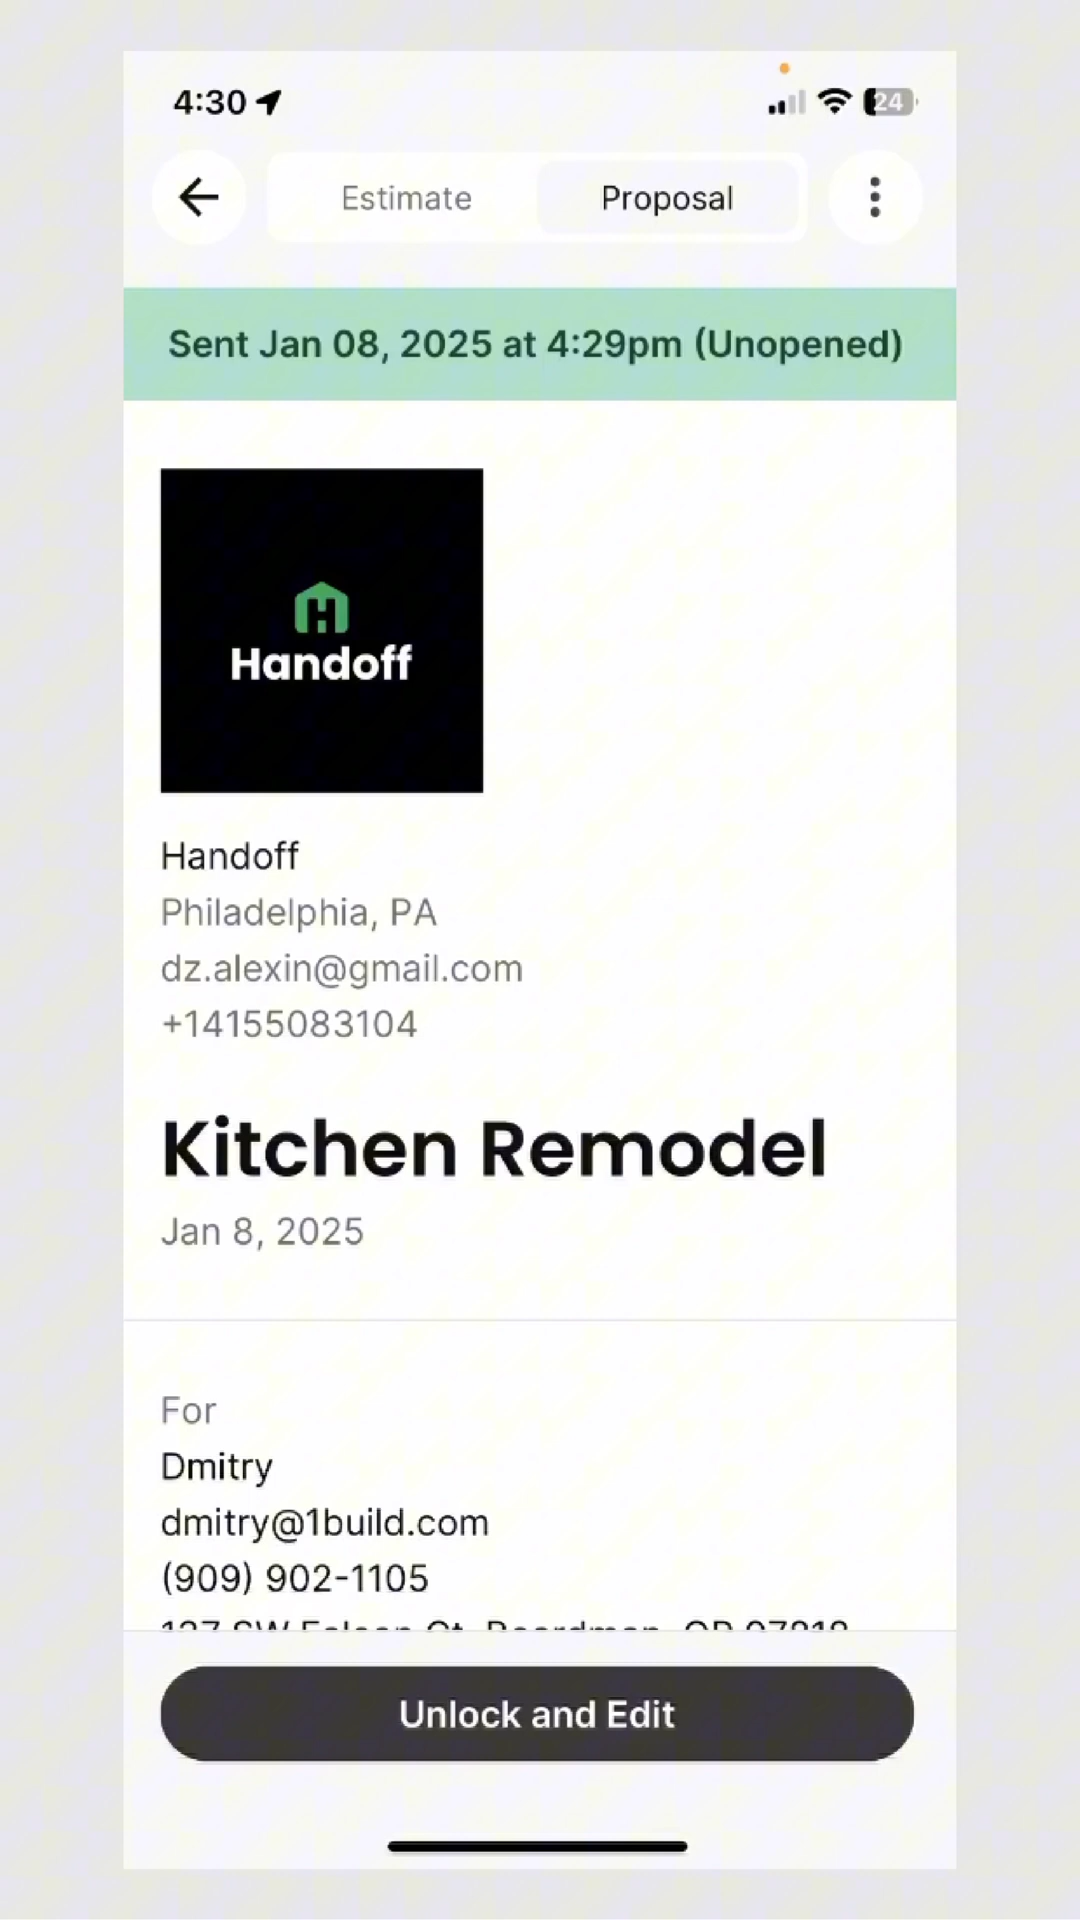 4:30
24
Estimate
Proposal
Sent Jan 08, 2025 at 4:29pm (Unopened)
Handoff
Handoff
Philadelphia, PA
dz.alexin@gmail.com
+14155083104
Kitchen Remodel
Jan 8, 2025
For
Dmitry
dmitry@1build.com
(909) 902-1105
Unlock and Edit